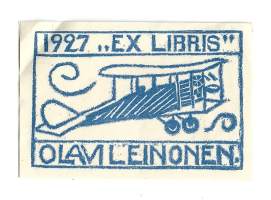 1927 „EX LIBRIS"
OLAVI LEINONEN.